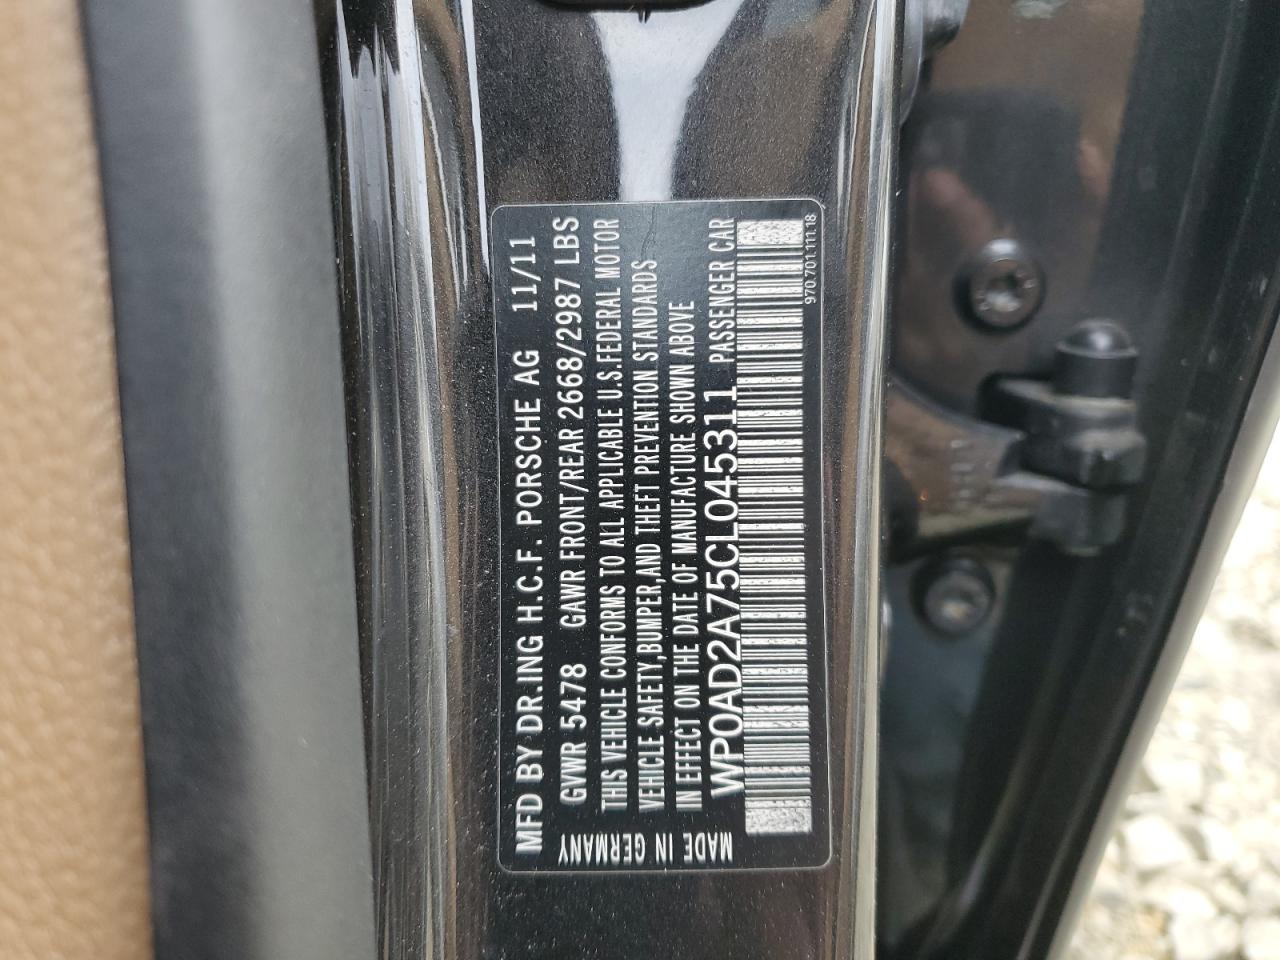 MFD BY DR.ING H.C.F. PORSCHE AG 11/11
GVWR 5478 GAWR FRONT/REAR 2668/2987 LBS
THIS VEHICLE CONFORMS TO ALL APPLICABLE U.S.FEDERAL MOTOR
VEHICLE SAFETY,BUMPER,AND THEFT PREVENTION STANDARDS
IN EFFECT ON THE DATE OF MANUFACTURE SHOWN ABOVE
WP0AD2A75CL045311 PASSENGER CAR
970.701.111.18
MADE IN GERMANY